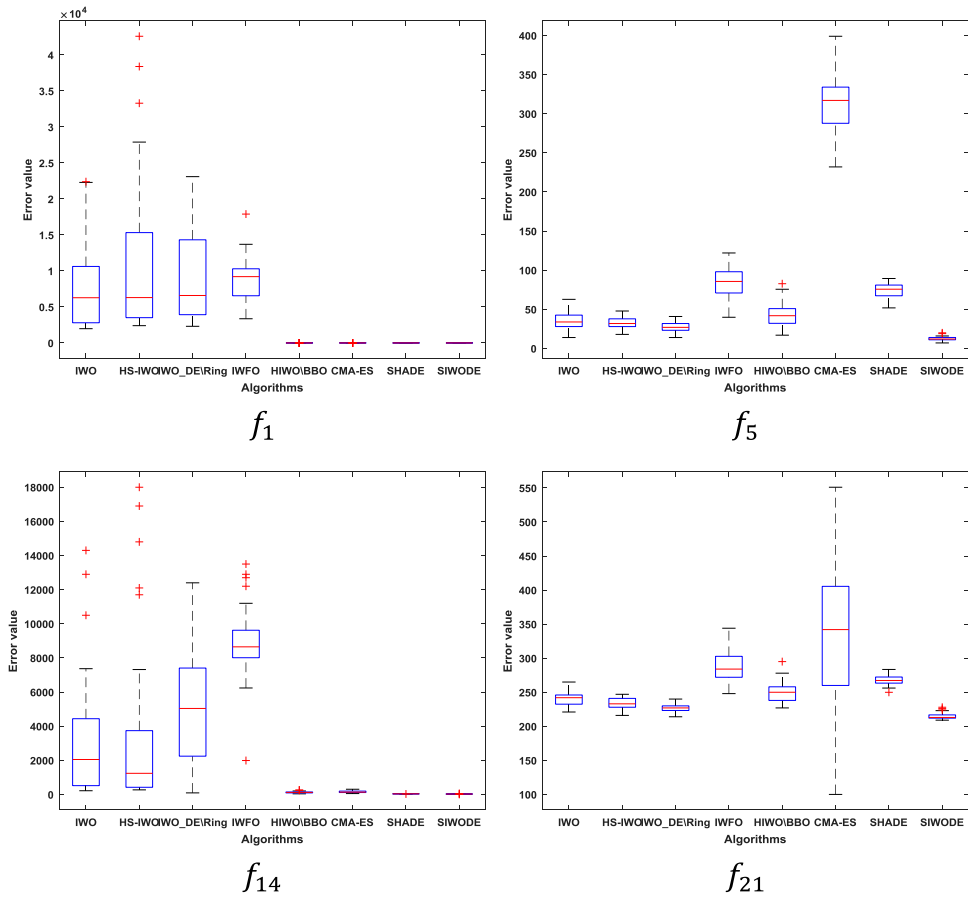 ×10⁴
4
3.5
3
2.5
2
1.5
1
0.5
0
Error value
IWO HS-IWO IWO_DE\Ring IWFO HIWO\BBO CMA-ES SHADE SIWODE
Algorithms
f₁
400
350
300
250
200
150
100
50
0
Error value
IWO HS-IWO IWO_DE\Ring IWFO HIWO\BBO CMA-ES SHADE SIWODE
Algorithms
f₅
18000
16000
14000
12000
10000
8000
6000
4000
2000
0
Error value
IWO HS-IWO IWO_DE\Ring IWFO HIWO\BBO CMA-ES SHADE SIWODE
Algorithms
f₁₄
550
500
450
400
350
300
250
200
150
100
Error value
IWO HS-IWO IWO_DE\Ring IWFO HIWO\BBO CMA-ES SHADE SIWODE
Algorithms
f₂₁